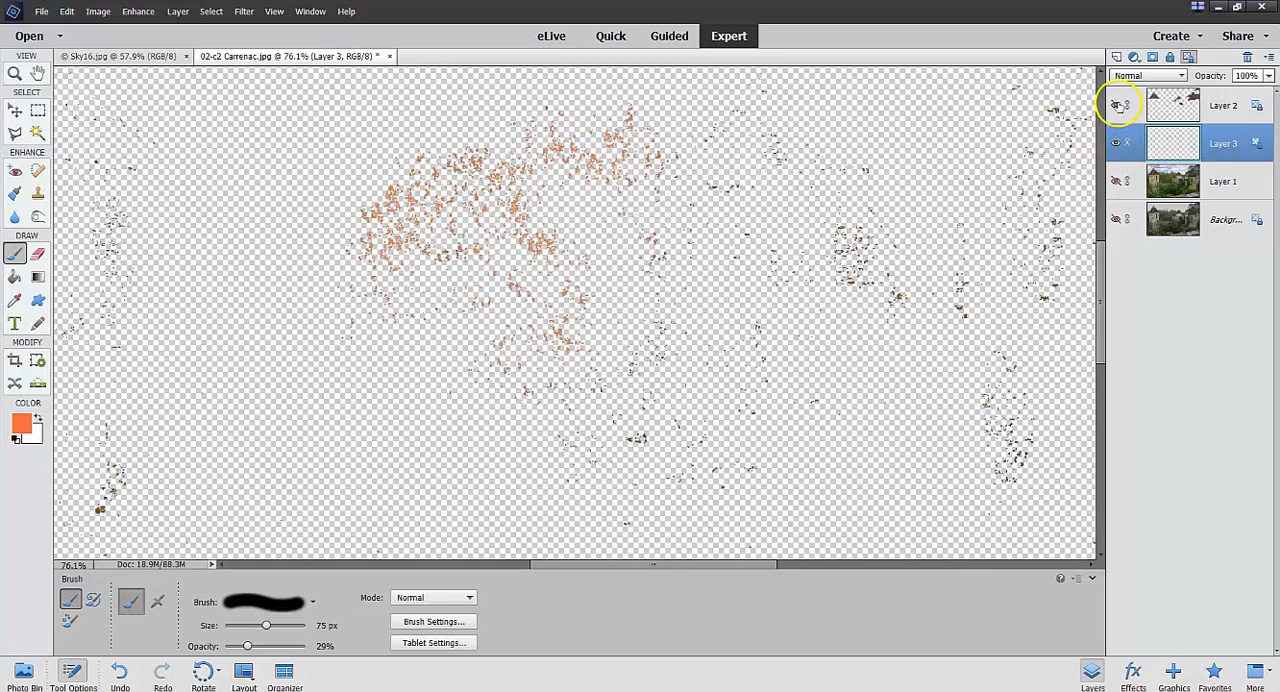 File Edit Image Enhance Layer Select Filter View Window Help
Open eLive Quick Guided Expert Create Share
VIEW
© Sky16.jpg @ 57.9% (RGB/8) × 02-c2 Carrenac.jpg @ 76.1% (Layer 3, RGB/8) * ×
Normal Opacity: 100%
SELECT
Layer 2
Layer 3
ENHANCE
Layer 1
Backgr...
DRAW
MODIFY
COLOR
76.1% Doc: 18.9M/88.3M
Brush
Brush:
Mode: Normal
Size: 75 px
Brush Settings...
Opacity: 29%
Tablet Settings...
Photo Bin Tool Options Undo Redo Rotate Layout Organizer Layers Effects Graphics Favorites More